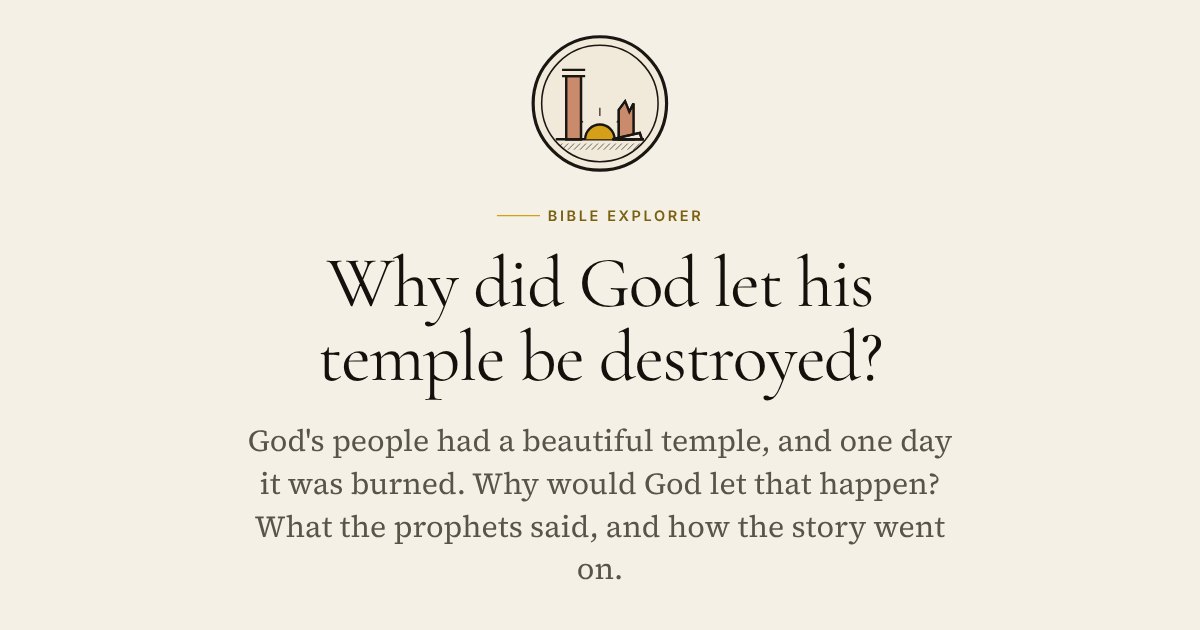 BIBLE EXPLORER
Why did God let his
temple be destroyed?
God's people had a beautiful temple, and one day
it was burned. Why would God let that happen?
What the prophets said, and how the story went
on.